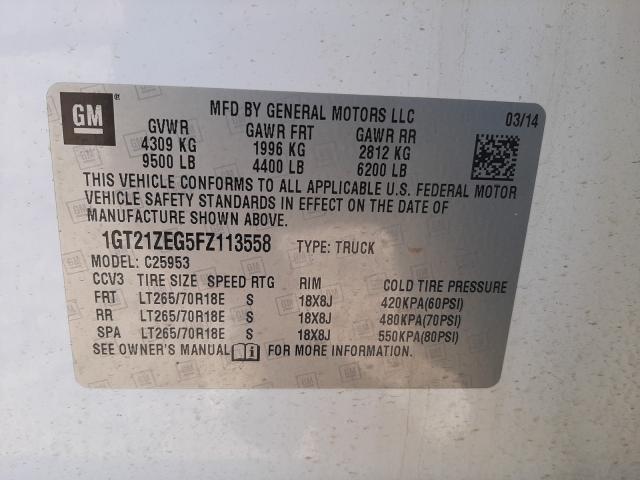 GM ®
MFD BY GENERAL MOTORS LLC 03/14
GVWR GAWR FRT GAWR RR
4309 KG 1996 KG 2812 KG
9500 LB 4400 LB 6200 LB
THIS VEHICLE CONFORMS TO ALL APPLICABLE U.S. FEDERAL MOTOR
VEHICLE SAFETY STANDARDS IN EFFECT ON THE DATE OF
MANUFACTURE SHOWN ABOVE.
1GT21ZEG5FZ113558 TYPE: TRUCK
MODEL: C25953
CCV3 TIRE SIZE SPEED RTG RIM COLD TIRE PRESSURE
FRT LT265/70R18E S 18X8J 420KPA(60PSI)
RR LT265/70R18E S 18X8J 480KPA(70PSI)
SPA LT265/70R18E S 18X8J 550KPA(80PSI)
SEE OWNER'S MANUAL i FOR MORE INFORMATION.